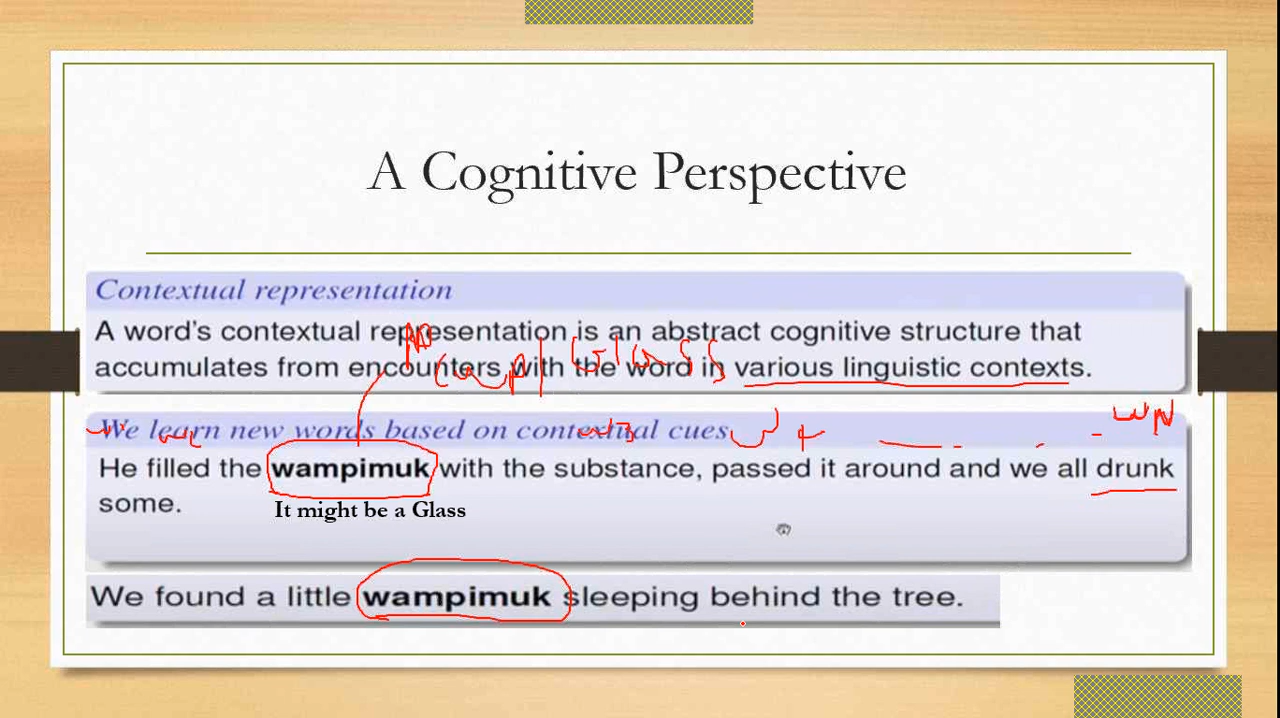 A Cognitive Perspective
Contextual representation
A word's contextual representation is an abstract cognitive structure that
accumulates from encounters with the word in various linguistic contexts.
cup/Glass
We learn new words based on contextual cues
He filled the wampimuk with the substance, passed it around and we all drunk
some.
It might be a Glass
We found a little wampimuk sleeping behind the tree.